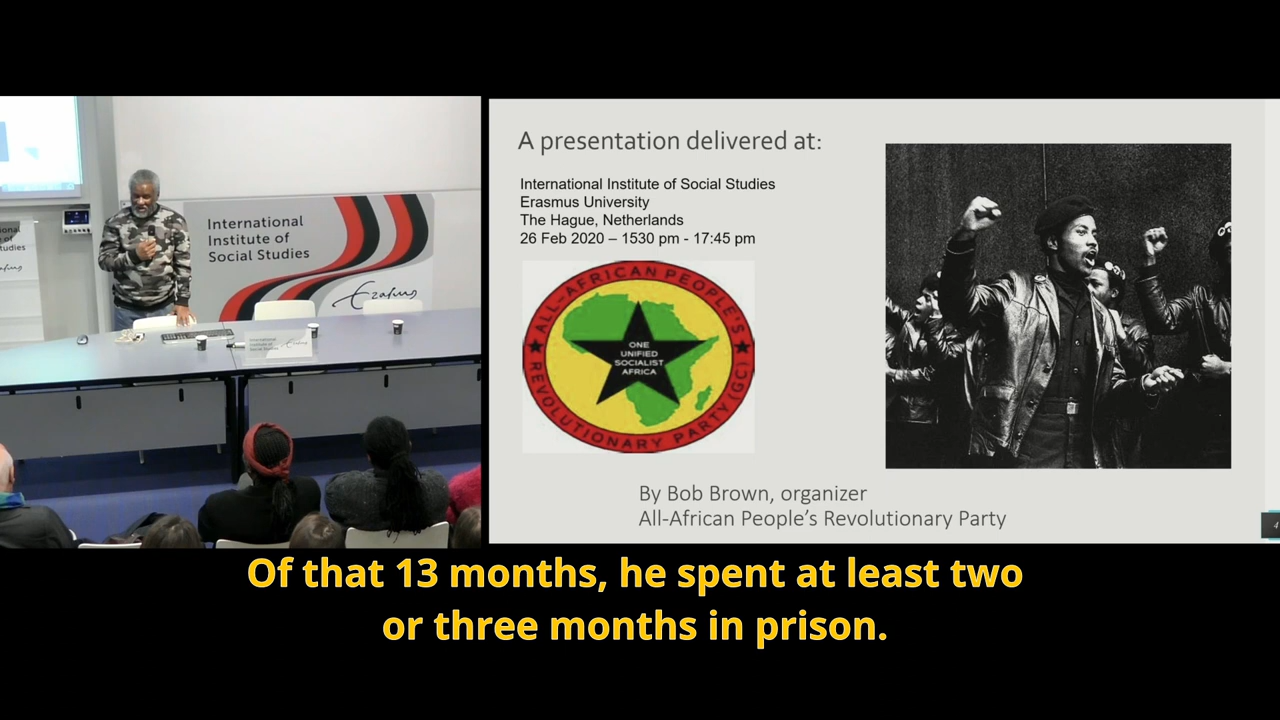 International
Institute of
Social Studies
Erasmus
A presentation delivered at:
International Institute of Social Studies
Erasmus University
The Hague, Netherlands
26 Feb 2020 – 1530 pm - 17:45 pm
ALL-AFRICAN PEOPLE'S
REVOLUTIONARY PARTY (GC)
ONE
UNIFIED
SOCIALIST
AFRICA
By Bob Brown, organizer
All-African People’s Revolutionary Party
4
Of that 13 months, he spent at least two
or three months in prison.